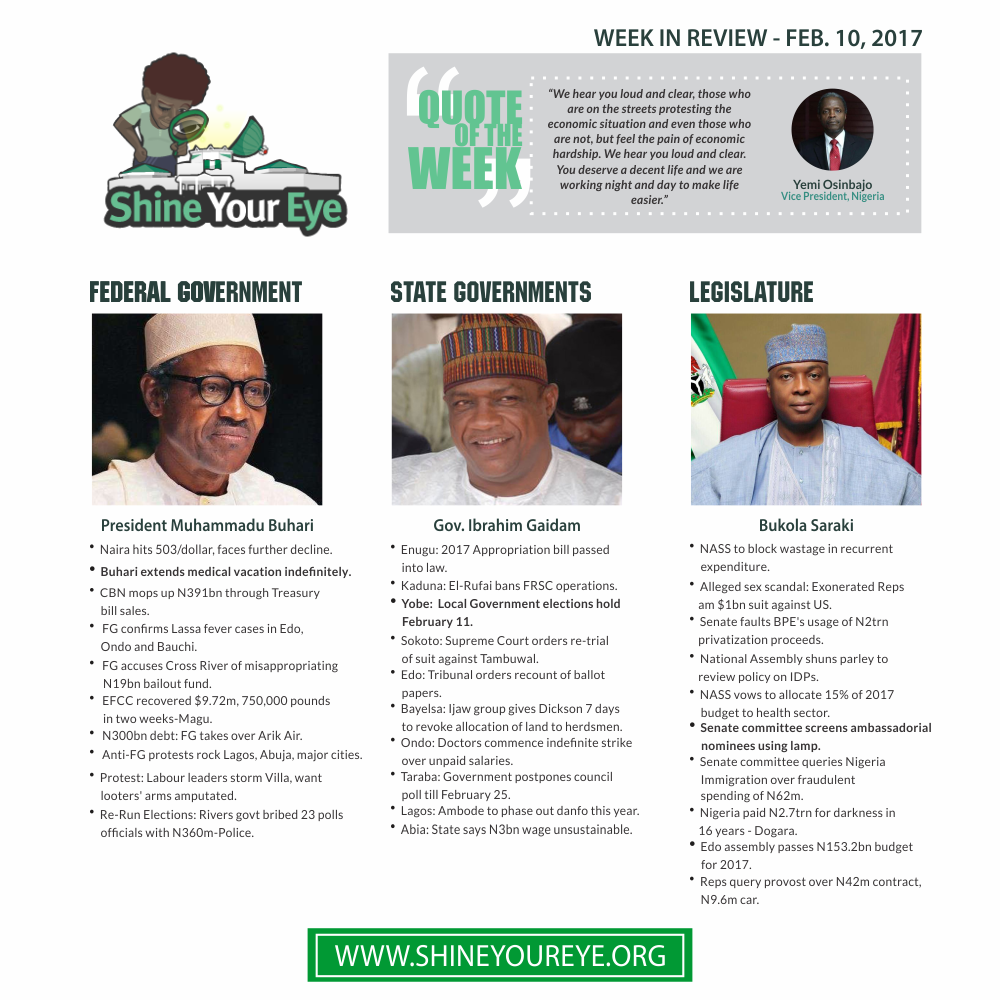 WEEK IN REVIEW - FEB. 10, 2017
Shine Your Eye
“
QUOTE
OF THE
WEEK
”
“We hear you loud and clear, those who
are on the streets protesting the
economic situation and even those who
are not, but feel the pain of economic
hardship. We hear you loud and clear.
You deserve a decent life and we are
working night and day to make life
easier.”
Yemi Osinbajo
Vice President, Nigeria
FEDERAL GOVERNMENT
President Muhammadu Buhari
• Naira hits 503/dollar, faces further decline.
• Buhari extends medical vacation indefinitely.
• CBN mops up N391bn through Treasury
bill sales.
• FG confirms Lassa fever cases in Edo,
Ondo and Bauchi.
• FG accuses Cross River of misappropriating
N19bn bailout fund.
• EFCC recovered $9.72m, 750,000 pounds
in two weeks-Magu.
• N300bn debt: FG takes over Arik Air.
• Anti-FG protests rock Lagos, Abuja, major cities.
• Protest: Labour leaders storm Villa, want
looters' arms amputated.
• Re-Run Elections: Rivers govt bribed 23 polls
officials with N360m-Police.
STATE GOVERNMENTS
Gov. Ibrahim Gaidam
• Enugu: 2017 Appropriation bill passed
into law.
• Kaduna: El-Rufai bans FRSC operations.
• Yobe: Local Government elections hold
February 11.
• Sokoto: Supreme Court orders re-trial
of suit against Tambuwal.
• Edo: Tribunal orders recount of ballot
papers.
• Bayelsa: Ijaw group gives Dickson 7 days
to revoke allocation of land to herdsmen.
• Ondo: Doctors commence indefinite strike
over unpaid salaries.
• Taraba: Government postpones council
poll till February 25.
• Lagos: Ambode to phase out danfo this year.
• Abia: State says N3bn wage unsustainable.
LEGISLATURE
Bukola Saraki
• NASS to block wastage in recurrent
expenditure.
• Alleged sex scandal: Exonerated Reps
am $1bn suit against US.
• Senate faults BPE's usage of N2trn
privatization proceeds.
• National Assembly shuns parley to
review policy on IDPs.
• NASS vows to allocate 15% of 2017
budget to health sector.
• Senate committee screens ambassadorial
nominees using lamp.
• Senate committee queries Nigeria
Immigration over fraudulent
spending of N62m.
• Nigeria paid N2.7trn for darkness in
16 years - Dogara.
• Edo assembly passes N153.2bn budget
for 2017.
• Reps query provost over N42m contract,
N9.6m car.
WWW.SHINEYOUREYE.ORG